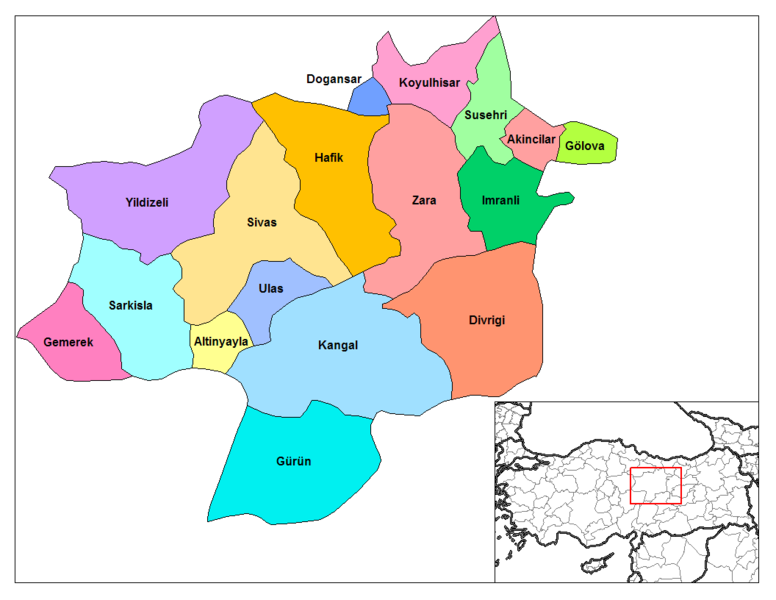 Dogansar
Koyulhisar
Susehri
Akincilar
Gölova
Hafik
Yildizeli
Zara
Imranli
Sivas
Ulas
Sarkisla
Divrigi
Gemerek
Altinyayla
Kangal
Gürün